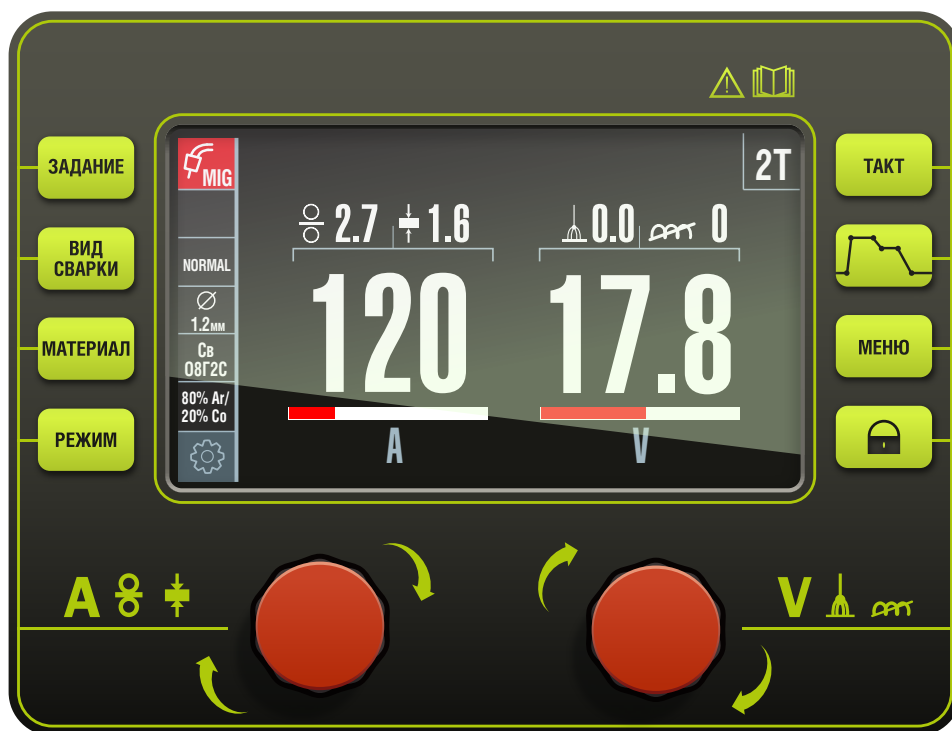 ЗАДАНИЕ
ВИД
СВАРКИ
МАТЕРИАЛ
РЕЖИМ
MIG
NORMAL
1.2мм
Св
08Г2С
80% Ar/
20% Co
2T
2.7
1.6
0.0
0
120
17.8
A
V
ТАКТ
МЕНЮ
A
V